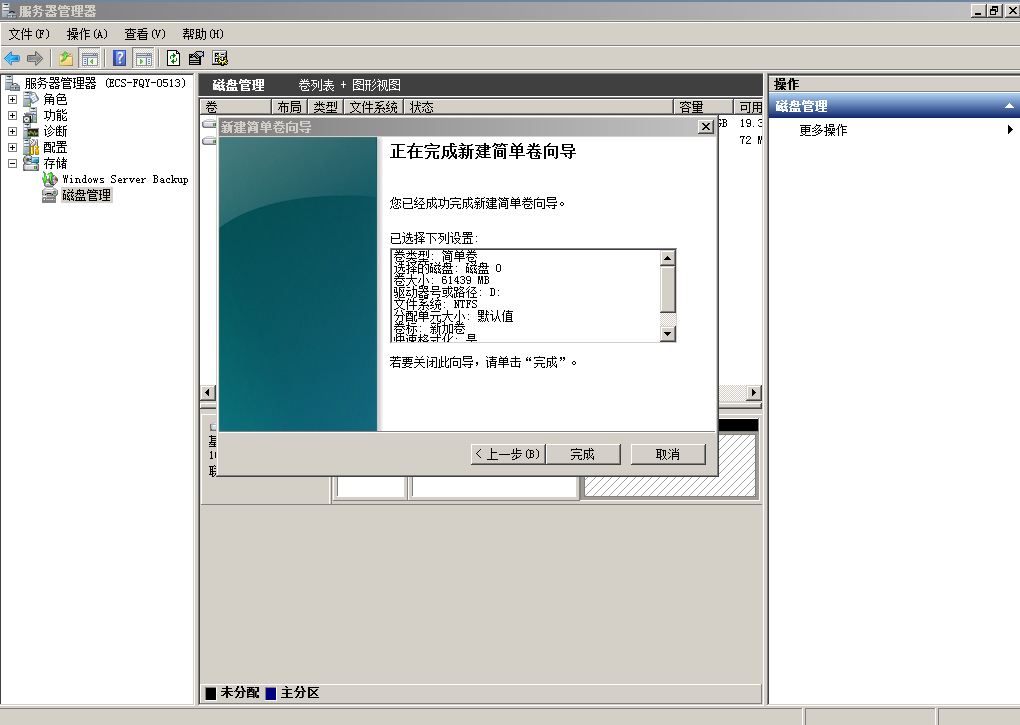 服务器管理器
文件(F) 操作(A) 查看(V) 帮助(H)
服务器管理器 (ECS-FQY-0513)
角色
功能
诊断
配置
存储
Windows Server Backup
磁盘管理
磁盘管理 卷列表 + 图形视图
卷 布局 类型 文件系统 状态 容量 可用
GB 19.3
72 M
新建简单卷向导
正在完成新建简单卷向导
您已经成功完成新建简单卷向导。
已选择下列设置:
卷类型: 简单卷
选择的磁盘: 磁盘 0
卷大小: 61439 MB
驱动器号或路径: D:
文件系统: NTFS
分配单元大小: 默认值
卷标: 新加卷
快速格式化: 是
若要关闭此向导，请单击“完成”。
< 上一步(B) 完成 取消
基
10
联
未分配 主分区
操作
磁盘管理
更多操作